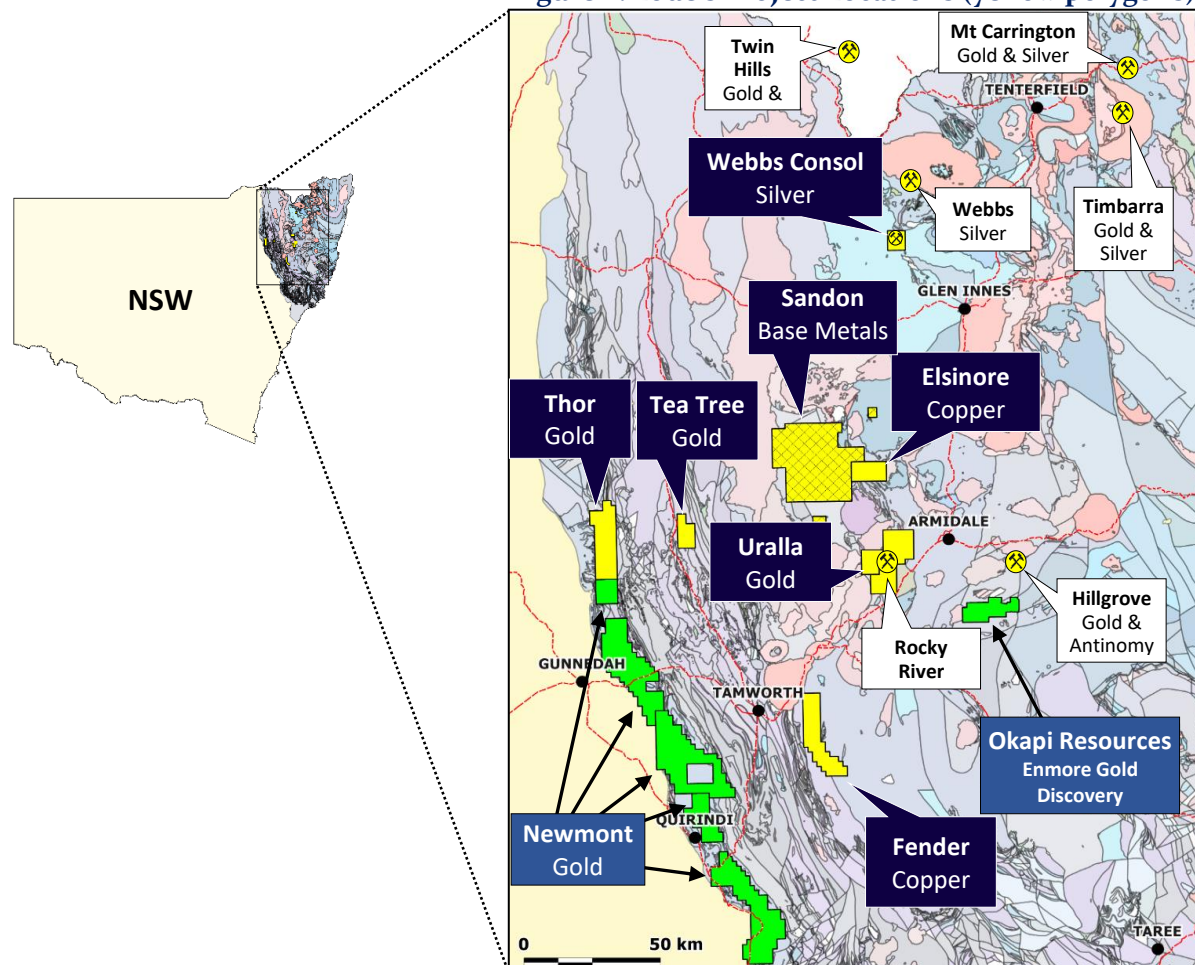 Twin
Hills
Gold &
Mt Carrington
Gold & Silver
TENTERFIELD
Webbs Consol
Silver
Webbs
Silver
Timbarra
Gold &
Silver
NSW
GLEN INNES
Sandon
Base Metals
Elsinore
Copper
Thor
Gold
Tea Tree
Gold
ARMIDALE
Uralla
Gold
Hillgrove
Gold &
Antinomy
Rocky
River
GUNNEDAH
TAMWORTH
Okapi Resources
Enmore Gold
Discovery
QUIRINDI
Newmont
Gold
Fender
Copper
TAREE
0 50 km